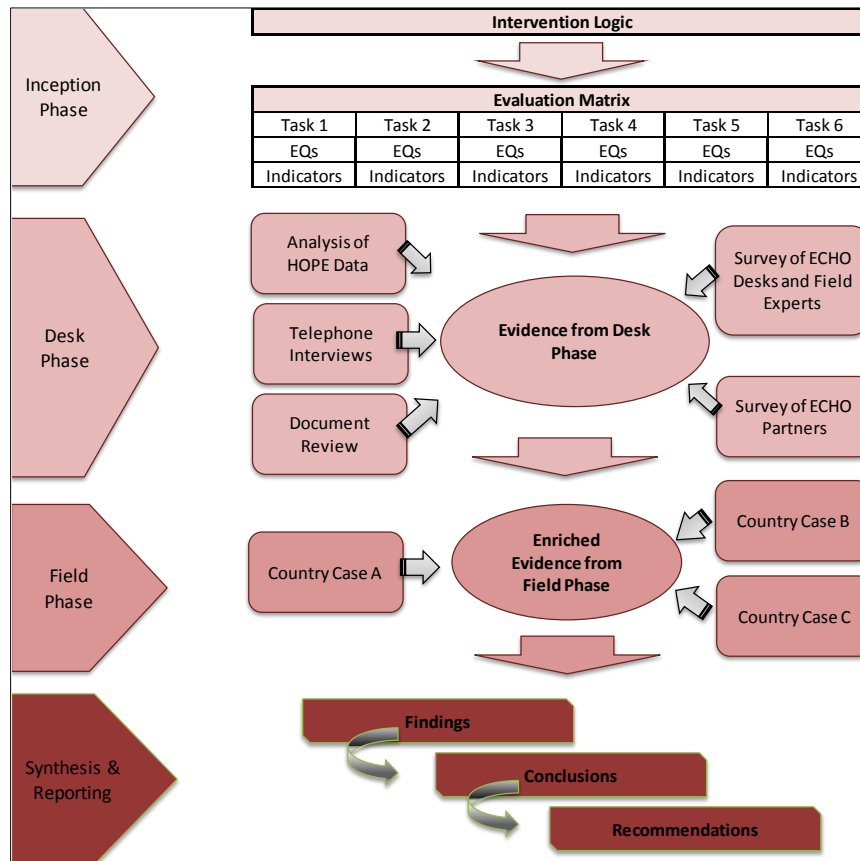 Intervention Logic
Inception
Phase
Evaluation Matrix
Task 1 Task 2 Task 3 Task 4 Task 5 Task 6
EQs EQs EQs EQs EQs EQs
Indicators Indicators Indicators Indicators Indicators Indicators
Desk
Phase
Analysis of
HOPE Data
Telephone
Interviews
Document
Review
Evidence from Desk
Phase
Survey of ECHO
Desks and Field
Experts
Survey of ECHO
Partners
Field
Phase
Country Case A
Enriched
Evidence from
Field Phase
Country Case B
Country Case C
Synthesis &
Reporting
Findings
Conclusions
Recommendations